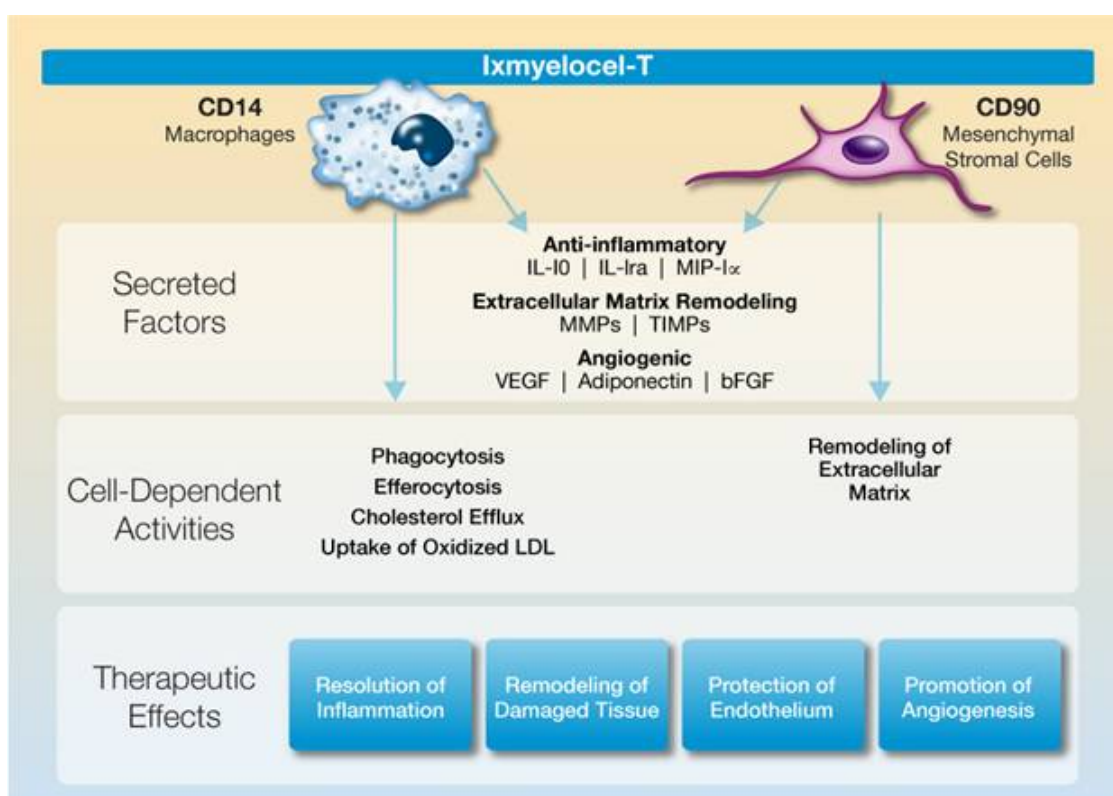 Ixmyelocel-T
CD14
Macrophages
CD90
Mesenchymal
Stromal Cells
Secreted
Factors
Anti-inflammatory
IL-I0 | IL-Ira | MIP-I∝
Extracellular Matrix Remodeling
MMPs | TIMPs
Angiogenic
VEGF | Adiponectin | bFGF
Cell-Dependent
Activities
Phagocytosis
Efferocytosis
Cholesterol Efflux
Uptake of Oxidized LDL
Remodeling of
Extracellular
Matrix
Therapeutic
Effects
Resolution of
Inflammation
Remodeling of
Damaged Tissue
Protection of
Endothelium
Promotion of
Angiogenesis